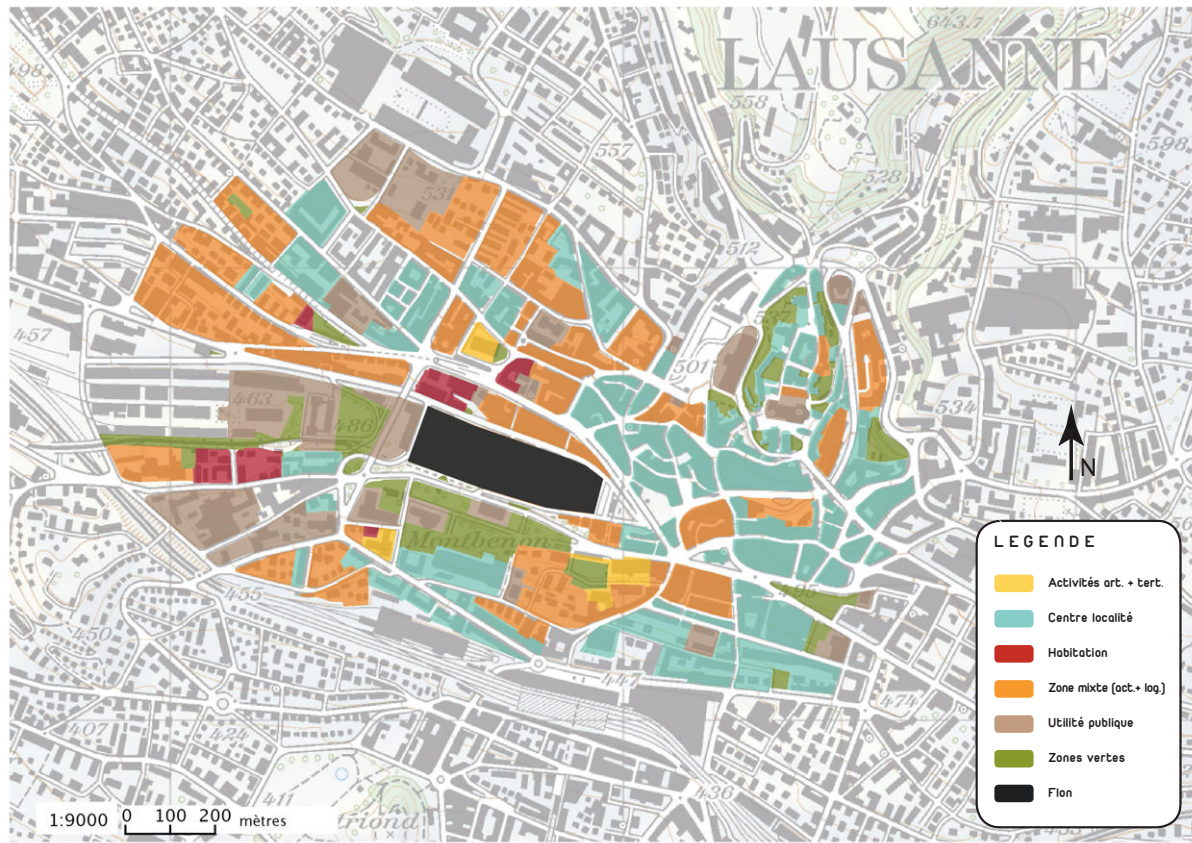 643.7
LAUSANNE
498
558
557
598
528
531
512
537
457
501
463
534
486
N
Montbenon
LEGENDE
Activités art. + tert.
495
455
Centre localité
450
Habitation
447
Zone mixte (act.+ log.)
474
407
424
Utilité publique
Zones vertes
411
436
Flon
1:9000 0 100 200 mètres
triond